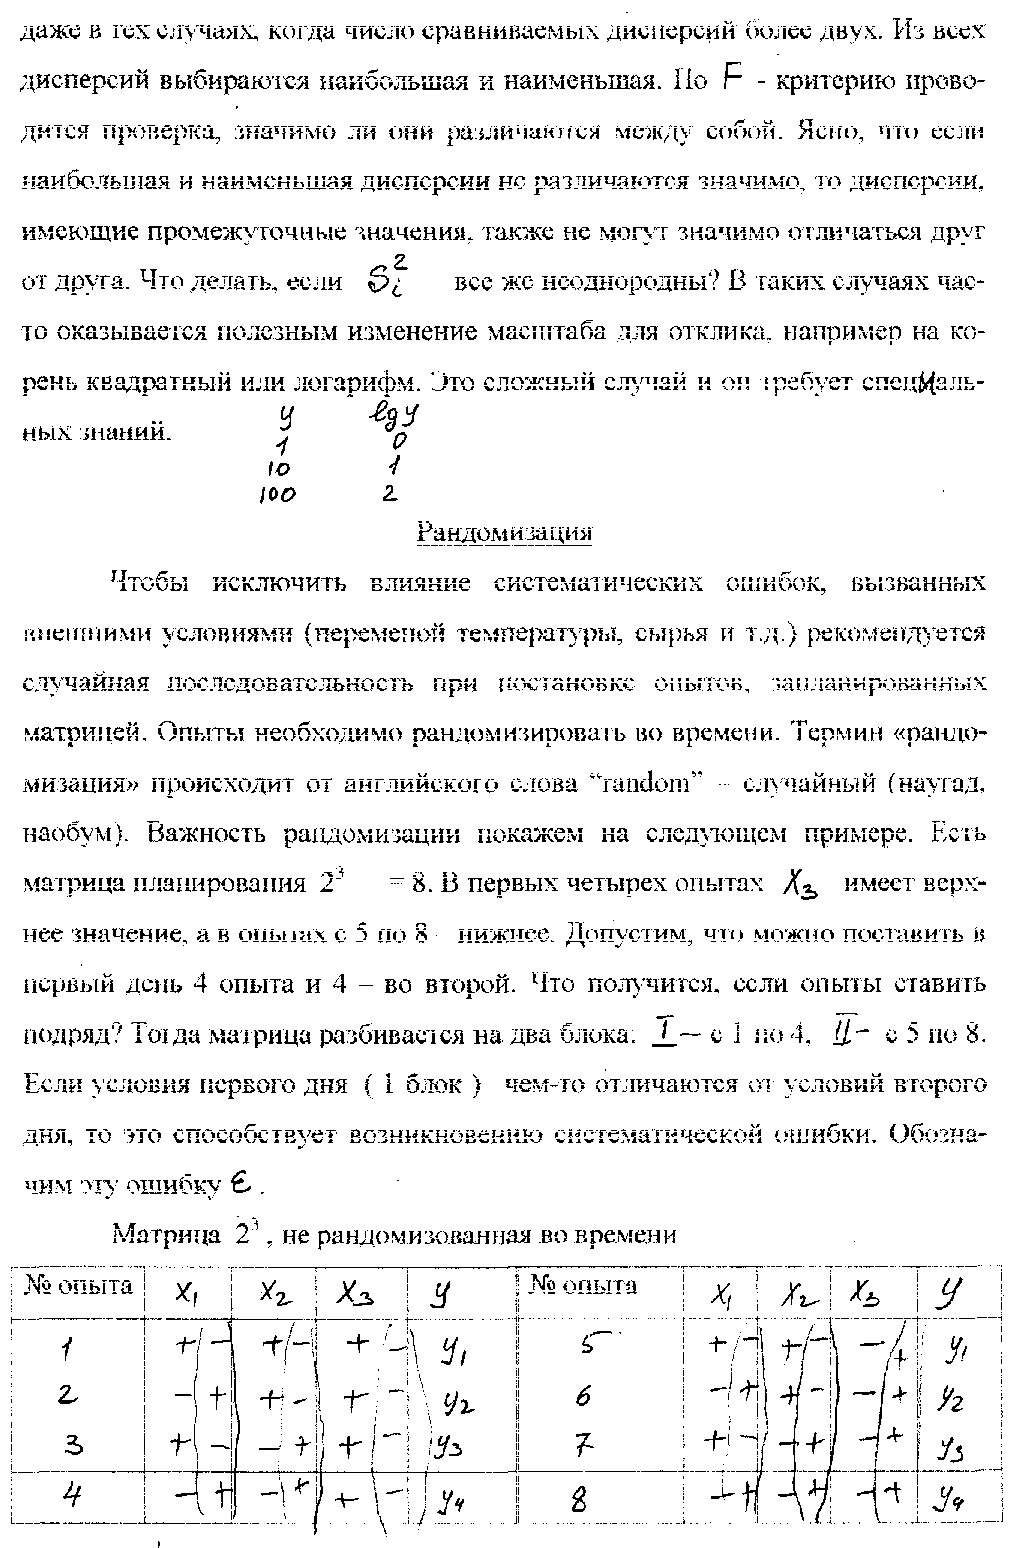 даже в тех случаях, когда число сравниваемых дисперсий более двух. Из всех
дисперсий выбираются наибольшая и наименьшая. По F - критерию прово-
дится проверка, значимо ли они различаются между собой. Ясно, что если
наибольшая и наименьшая дисперсии не различаются значимо, то дисперсии,
имеющие промежуточные значения, также не могут значимо отличаться друг
от друга. Что делать, если S²i все же неоднородны? В таких случаях час-
то оказывается полезным изменение масштаба для отклика, например на ко-
рень квадратный или логарифм. Это сложный случай и он требует специаль-
ных знаний.
y lgy
1 0
10 1
100 2
Рандомизация
Чтобы исключить влияние систематических ошибок, вызванных
внешними условиями (переменой температуры, сырья и т.д.) рекомендуется
случайная последовательность при постановке опытов, запланированных
матрицей. Опыты необходимо рандомизировать во времени. Термин «рандо-
мизация» происходит от английского слова “random” – случайный (наугад,
наобум). Важность рандомизации покажем на следующем примере. Есть
матрица планирования 2³ = 8. В первых четырех опытах X₃ имеет верх-
нее значение, а в опытах с 5 по 8 нижнее. Допустим, что можно поставить в
первый день 4 опыта и 4 – во второй. Что получится, если опыты ставить
подряд? Тогда матрица разбивается на два блока: I – с 1 по 4, II – с 5 по 8.
Если условия первого дня ( 1 блок ) чем-то отличаются от условий второго
дня, то это способствует возникновению систематической ошибки. Обозна-
чим эту ошибку ε .
Матрица 2³ , не рандомизованная во времени
№ опыта X₁ X₂ X₃ y № опыта X₁ X₂ X₃ y
1 + - + - + - y₁ 5 + - + - - + y₁
2 - + + - + - y₂ 6 - + + - - + y₂
3 + - - + + - y₃ 7 + - - + - + y₃
4 - + - + + - y₄ 8 - + - + - + y₄